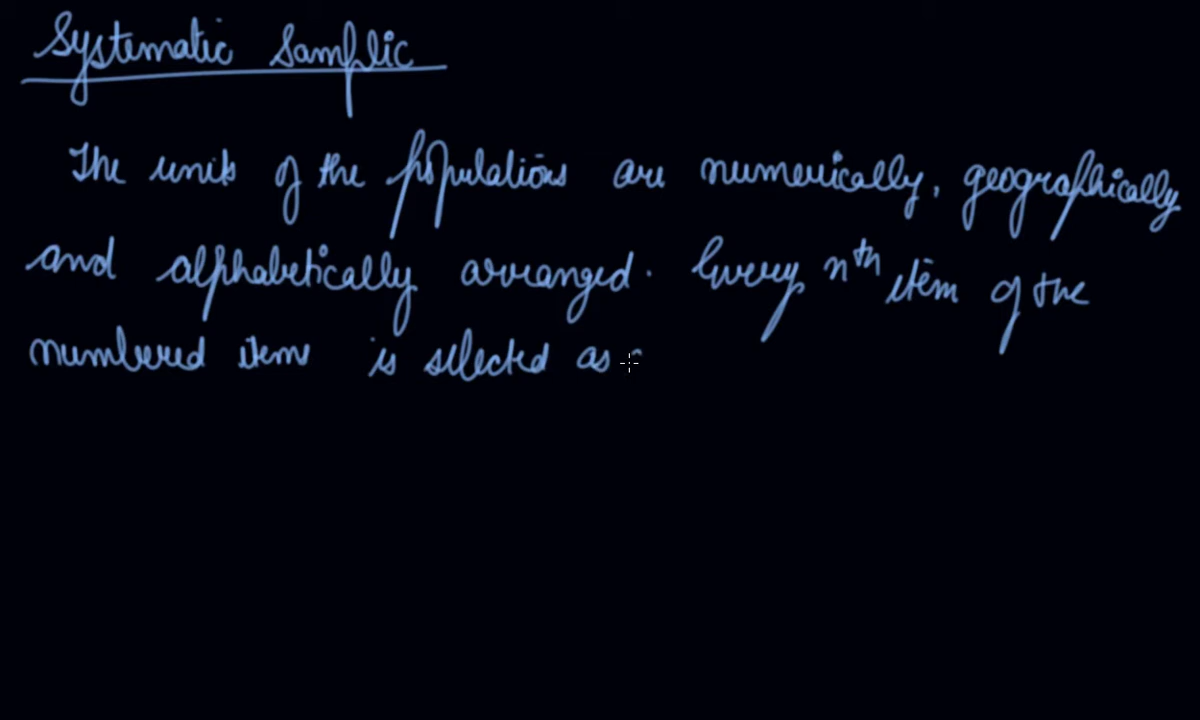 Systematic Samplic
The units of the populations are numerically, geographically
and alphabetically arranged. Every nth item of the
numbered items is selected as